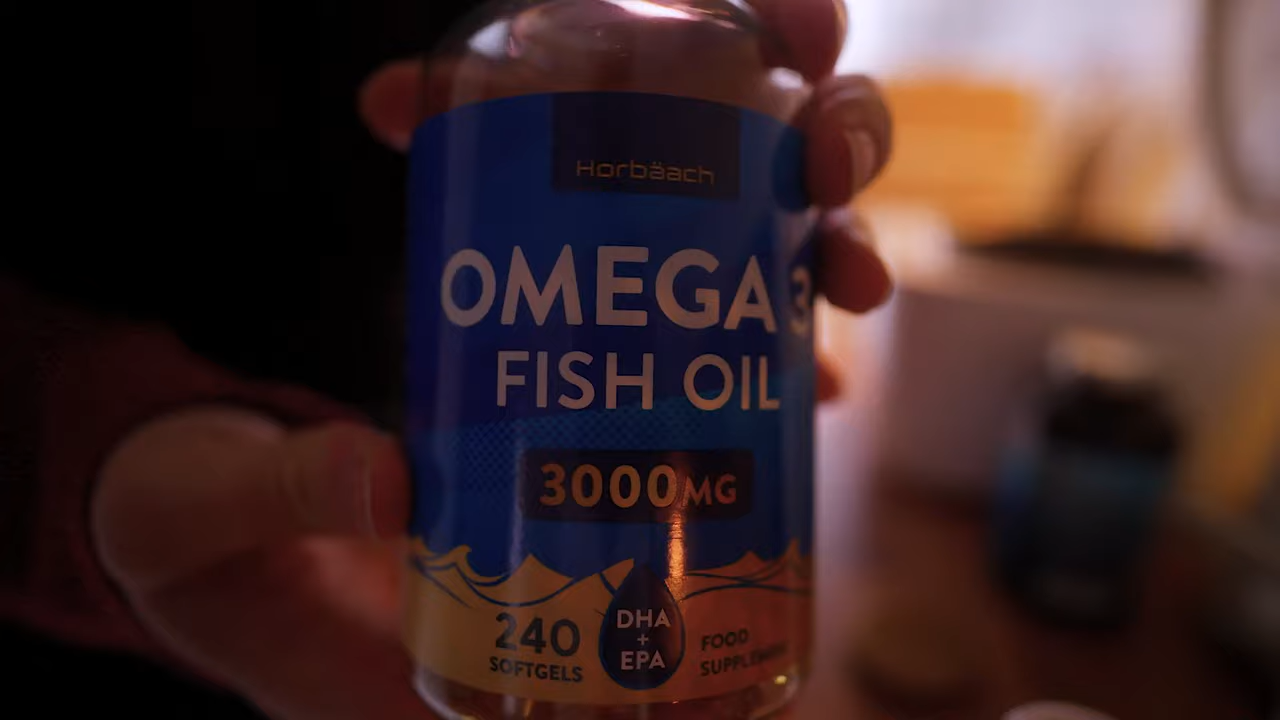 Horbäach
OMEGA 3
FISH OIL
3000MG
240
SOFTGELS
DHA
+
EPA
FOOD
SUPPLEMENT